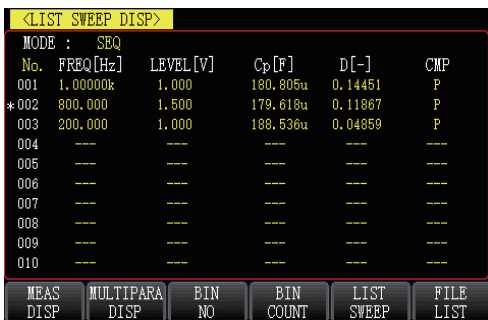 <LIST SWEEP DISP>
MODE : SEQ
No. FREQ[Hz] LEVEL[V] Cp[F] D[-] CMP
001 1.00000k 1.000 180.805u 0.14451 P
*002 800.000 1.500 179.618u 0.11867 P
003 200.000 1.000 188.536u 0.04859 P
004 --- --- --- --- ---
005 --- --- --- --- ---
006 --- --- --- --- ---
007 --- --- --- --- ---
008 --- --- --- --- ---
009 --- --- --- --- ---
010 --- --- --- --- ---
MEAS DISP MULTIPARA DISP BIN NO BIN COUNT LIST SWEEP FILE LIST